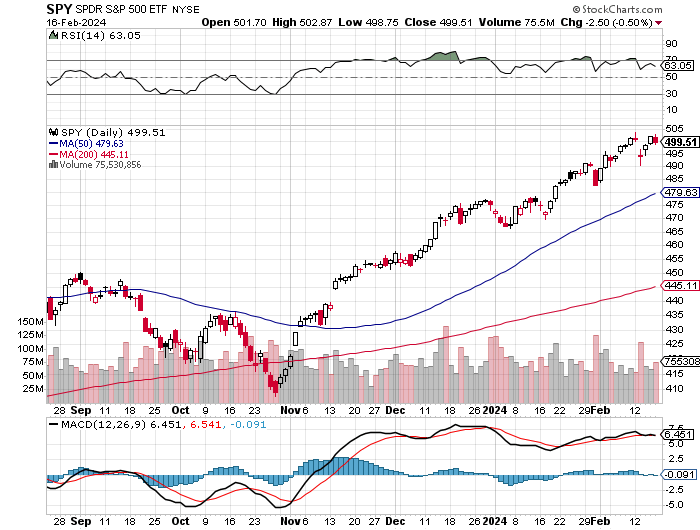 SPY SPDR S&P 500 ETF NYSE © StockCharts.com
16-Feb-2024 Open 501.70 High 502.87 Low 498.75 Close 499.51 Volume 75.5M Chg -2.50 (-0.50%)
RSI(14) 63.05
90
70
63.05
50
30
10
SPY (Daily) 499.51
MA(50) 479.63
MA(200) 445.11
Volume 75,530,856
505
499.51
495
490
485
479.63
475
470
465
460
455
450
445.11
440
435
430
425
420
75530856
415
410
150M
125M
100M
75M
50M
25M
28 Sep 11 18 25 Oct 9 16 23 Nov 6 13 20 27 Dec 11 18 26 2024 8 16 22 29 Feb 12
MACD(12,26,9) 6.451, 6.541, -0.091
7.5
6.451
5.0
2.5
-0.091
-2.5
-5.0
28 Sep 11 18 25 Oct 9 16 23 Nov 6 13 20 27 Dec 11 18 26 2024 8 16 22 29 Feb 12